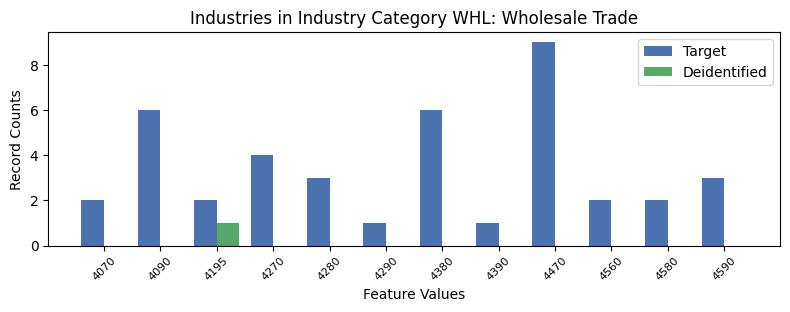 Industries in Industry Category WHL: Wholesale Trade
Target
Deidentified
Record Counts
8
6
4
2
0
4070 4090 4195 4270 4280 4290 4380 4390 4470 4560 4580 4590
Feature Values